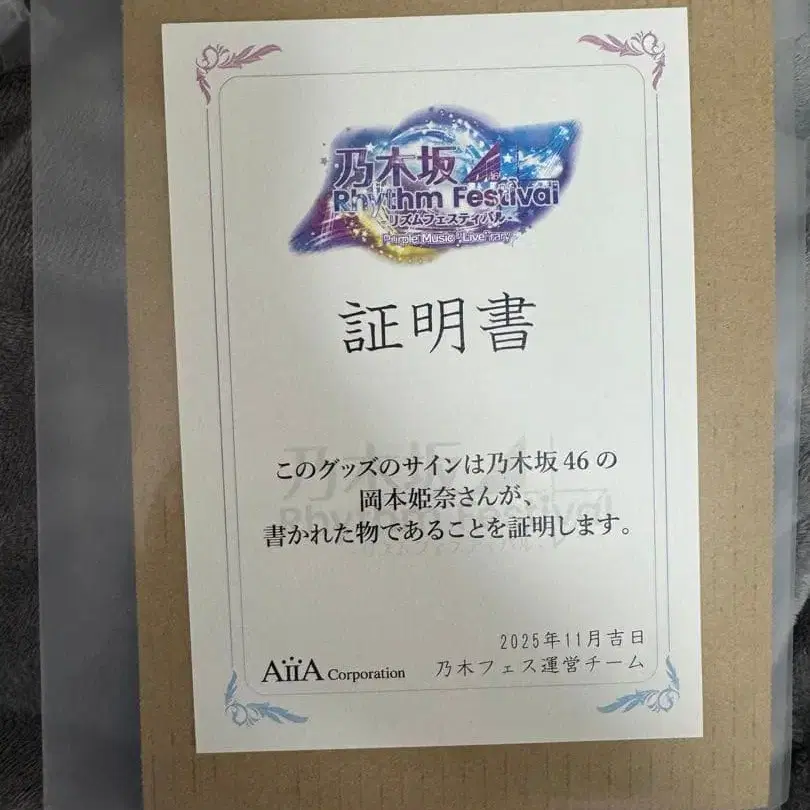 乃木坂46
Rhythm Festival
-リズムフェスティバル-
Purple Music "Live"rary
証明書
このグッズのサインは乃木坂46の
岡本姫奈さんが、
書かれた物であることを証明します。
2025年11月吉日
AiiA Corporation
乃木フェス運営チーム